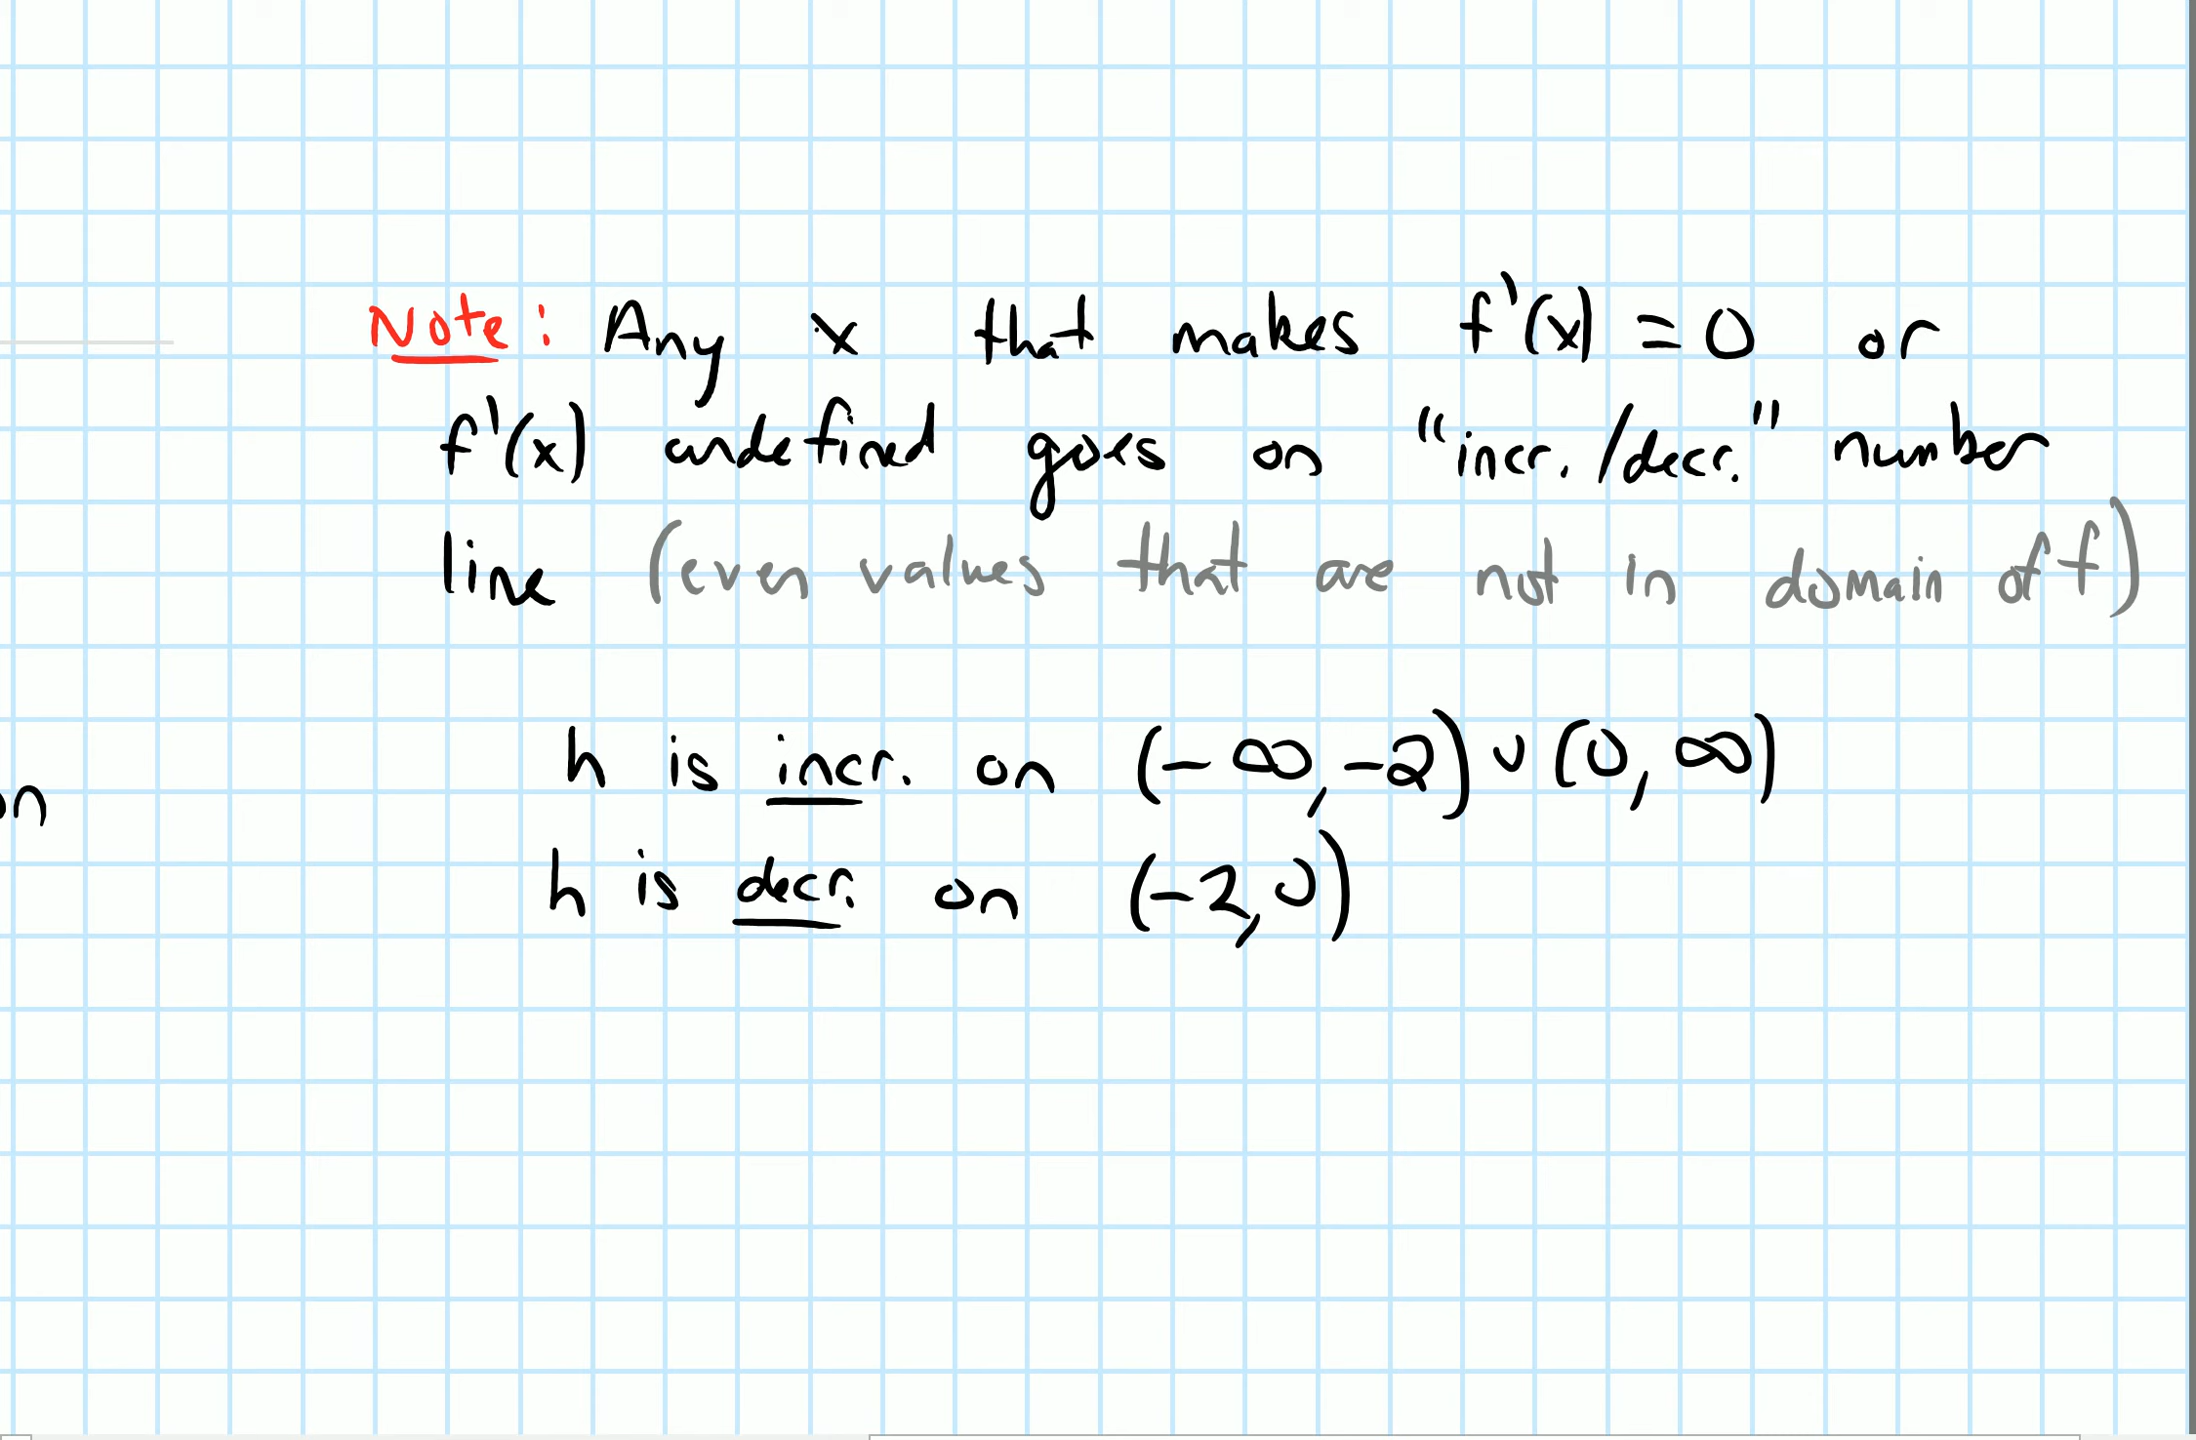 Note: Any x that makes f'(x) = 0 or
f'(x) undefined goes on "incr./decr." number
line (even values that are not in domain of f)
h is incr. on (-∞, -2) ∪ (0, ∞)
on
h is decr. on (-2, 0)